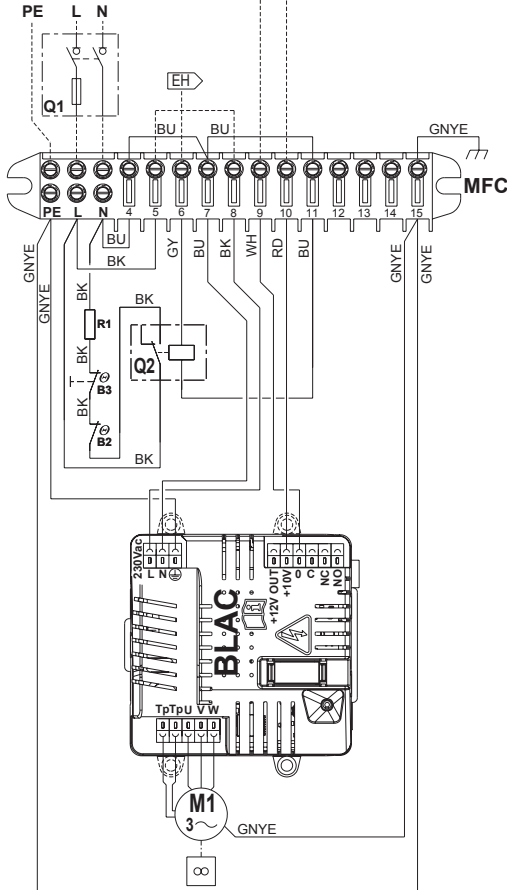 PE L N
Q1
EH
BU BU
GNYE
MFC
PE L N 4 5 6 7 8 9 10 11 12 13 14 15
BU
BK
GY
BU
BK
WH
RD
BU
GNYE
GNYE
GNYE
GNYE
BK
R1
BK
B3
BK
B2
BK
Q2
BK
230Vac
L N
+12V OUT
+10V
0
C
NC
NO
BLAC
i
TpTpU V W
M1
3~
GNYE
8